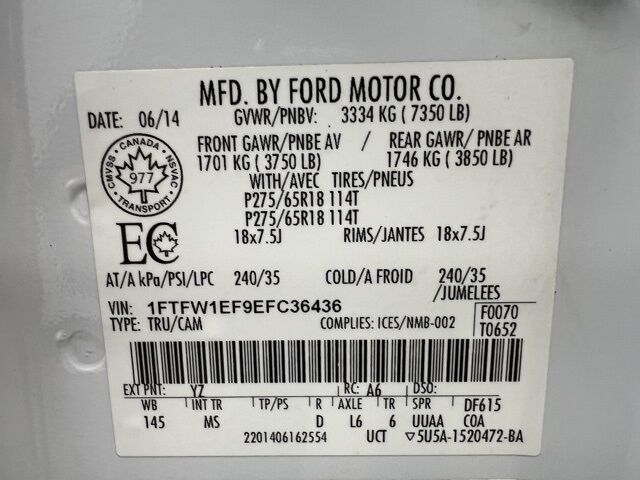 MFD. BY FORD MOTOR CO.
DATE: 06/14
GVWR/PNBV: 3334 KG ( 7350 LB)
FRONT GAWR/PNBE AV / REAR GAWR/ PNBE AR
1701 KG ( 3750 LB) 1746 KG ( 3850 LB)
WITH/AVEC TIRES/PNEUS
P275/65R18 114T
P275/65R18 114T
18x7.5J RIMS/JANTES 18x7.5J
CANADA
CMVSS NSVAC
977
TRANSPORT
EC
AT/A kPa/PSI/LPC 240/35 COLD/A FROID 240/35
/JUMELEES
VIN: 1FTFW1EF9EFC36436
TYPE: TRU/CAM COMPLIES: ICES/NMB-002
F0070
T0652
EXT PNT: YZ RC: A6 DSO:
WB INT TR TP/PS R AXLE TR SPR DF615
145 MS D L6 6 UUAA COA
2201406162554 UCT ▽5U5A-1520472-BA